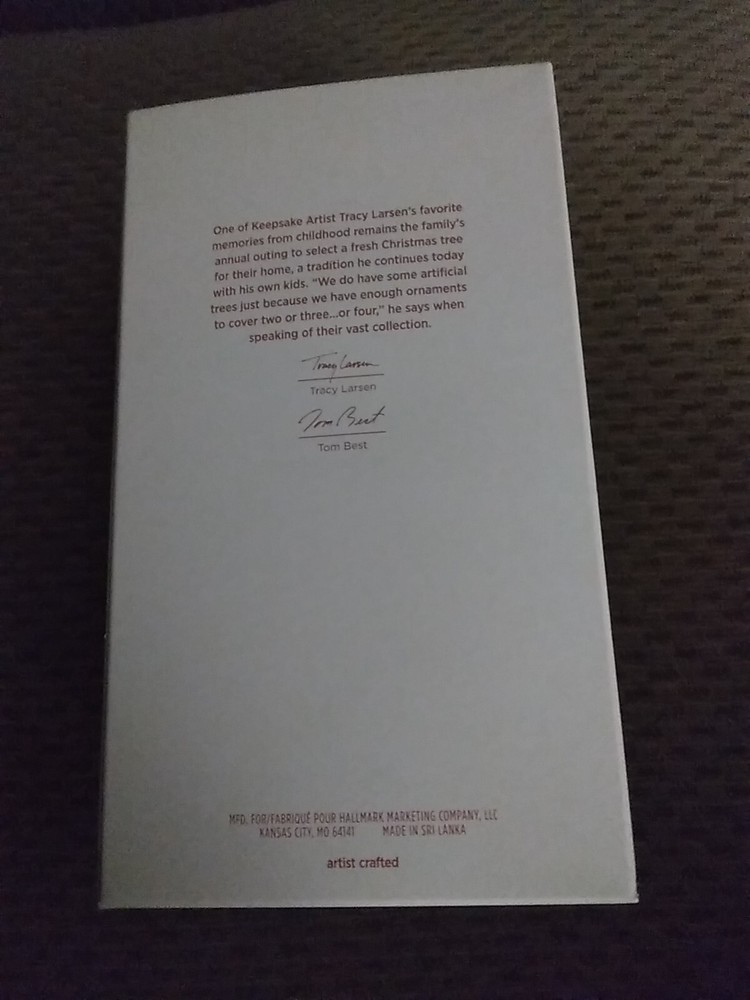 One of Keepsake Artist Tracy Larsen's favorite
memories from childhood remains the family's
annual outing to select a fresh Christmas tree
for their home, a tradition he continues today
with his own kids. “We do have some artificial
trees just because we have enough ornaments
to cover two or three...or four,” he says when
speaking of their vast collection.
Tracy Larsen
Tracy Larsen
Tom Best
Tom Best
MFD. FOR/FABRIQUÉ POUR HALLMARK MARKETING COMPANY, LLC
KANSAS CITY, MO 64141 MADE IN SRI LANKA
artist crafted